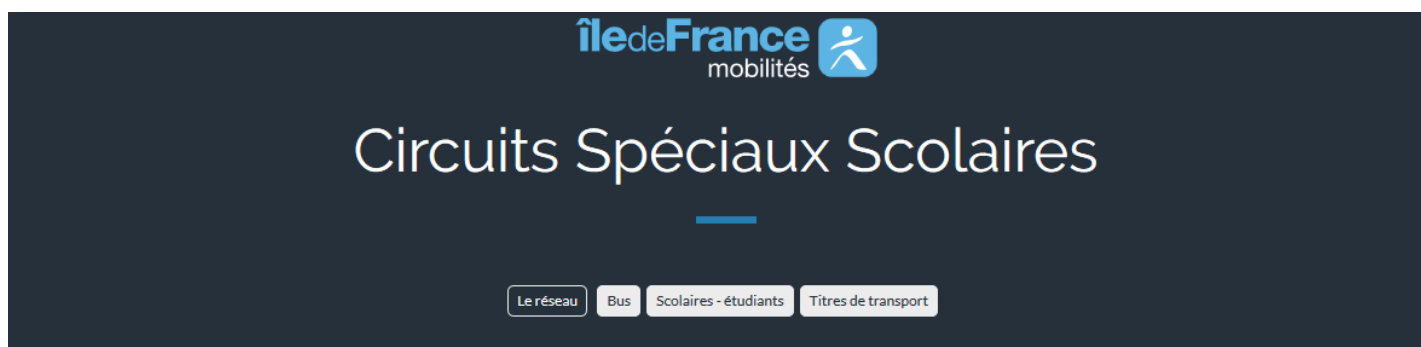 îledeFrance
mobilités
Circuits Spéciaux Scolaires
Le réseau Bus Scolaires - étudiants Titres de transport